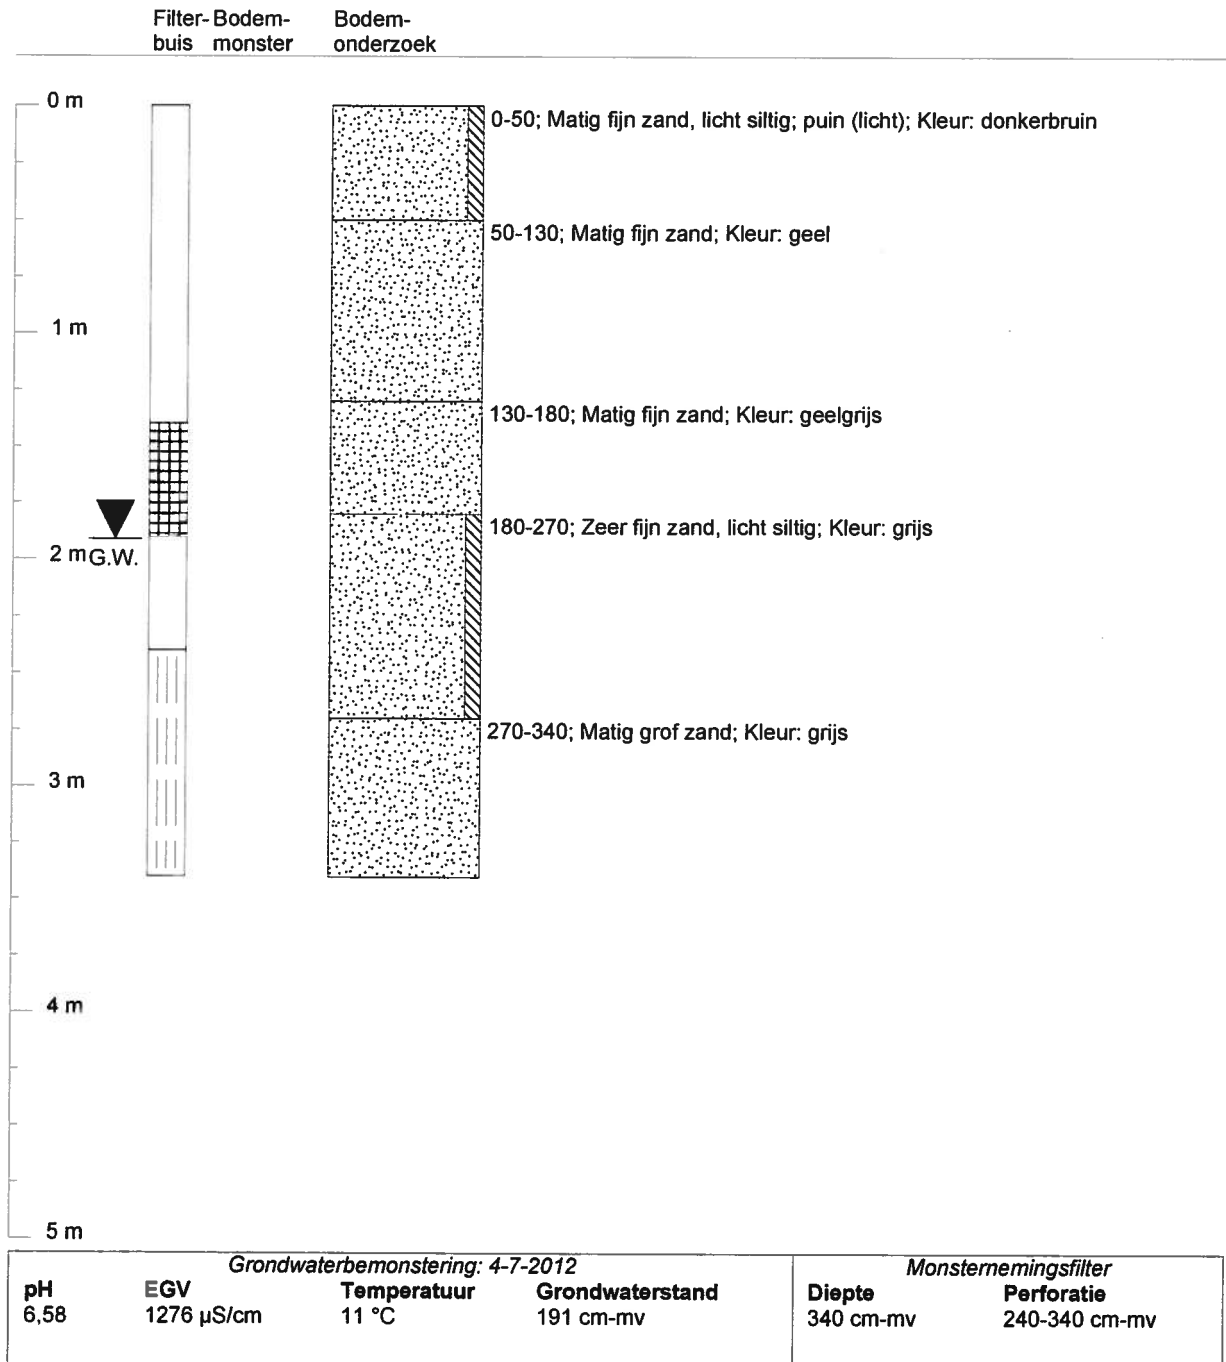 Filter- Bodem- Bodem-
buis monster onderzoek
0 m
0-50; Matig fijn zand, licht siltig; puin (licht); Kleur: donkerbruin
50-130; Matig fijn zand; Kleur: geel
1 m
130-180; Matig fijn zand; Kleur: geelgrijs
180-270; Zeer fijn zand, licht siltig; Kleur: grijs
2 m G.W.
270-340; Matig grof zand; Kleur: grijs
3 m
4 m
5 m
Grondwaterbemonstering: 4-7-2012 Monsternemingsfilter
pH EGV Temperatuur Grondwaterstand Diepte Perforatie
6,58 1276 µS/cm 11 °C 191 cm-mv 340 cm-mv 240-340 cm-mv